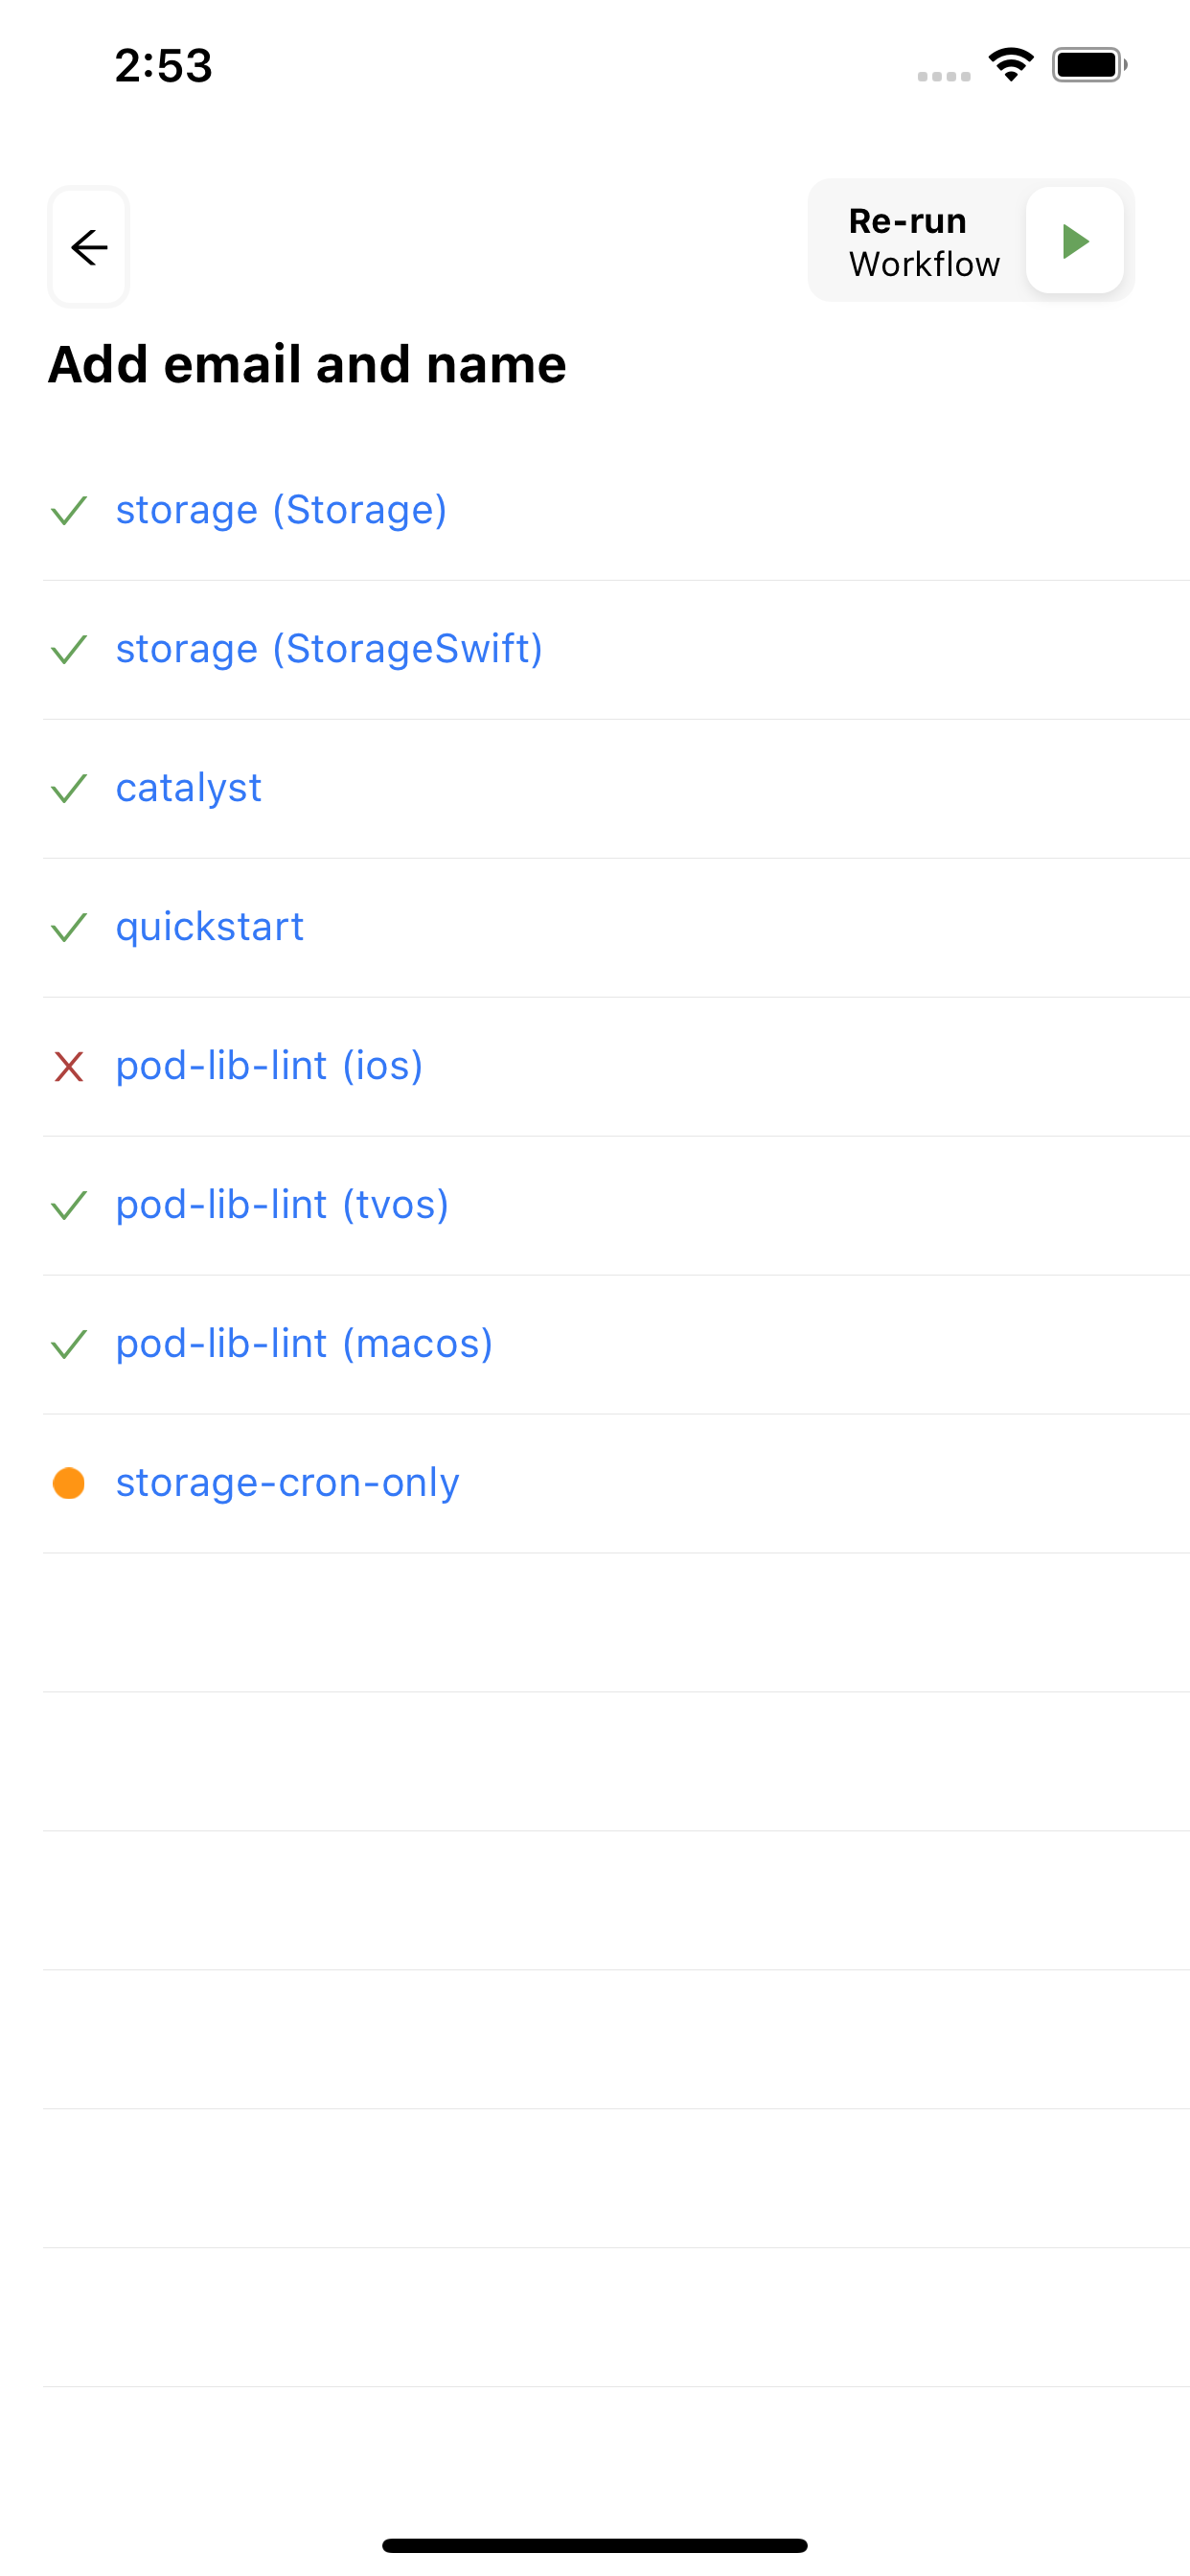 2:53
Re-run
Workflow
Add email and name
storage (Storage)
storage (StorageSwift)
catalyst
quickstart
pod-lib-lint (ios)
pod-lib-lint (tvos)
pod-lib-lint (macos)
storage-cron-only